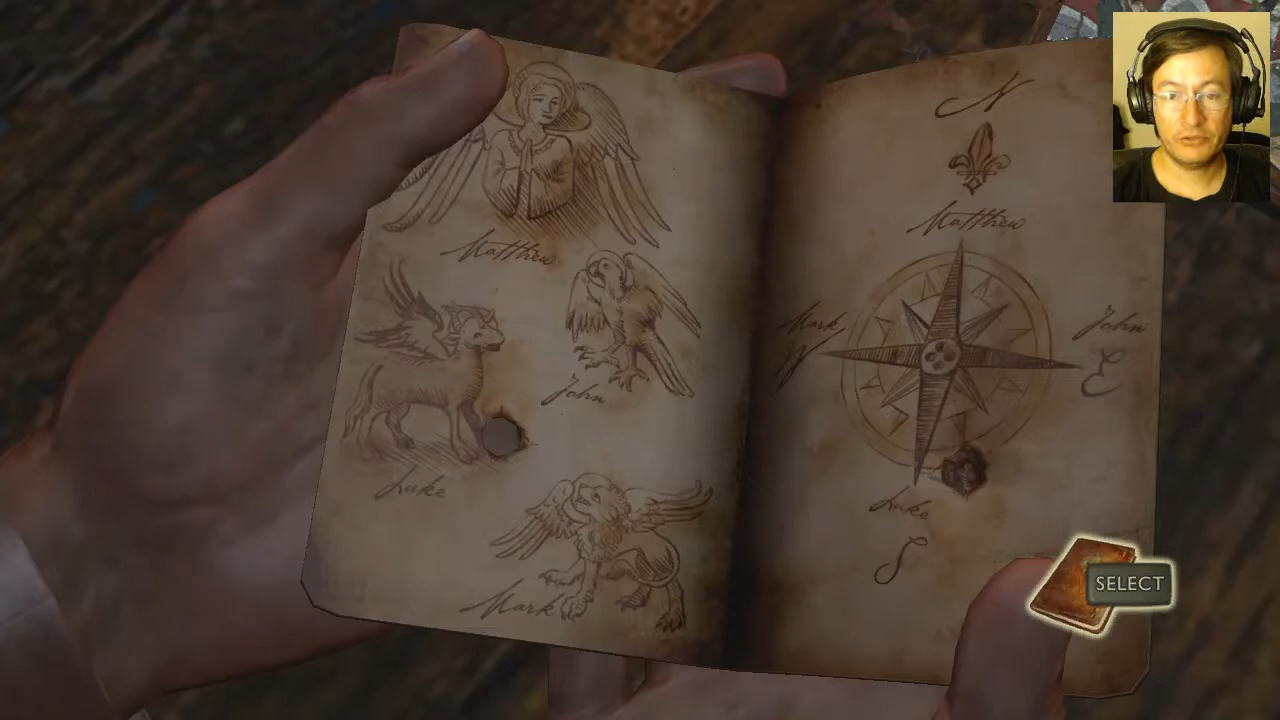 Matthew
John
Luke
Mark
N
Matthew
Mark
W
John
E
Luke
S
SELECT